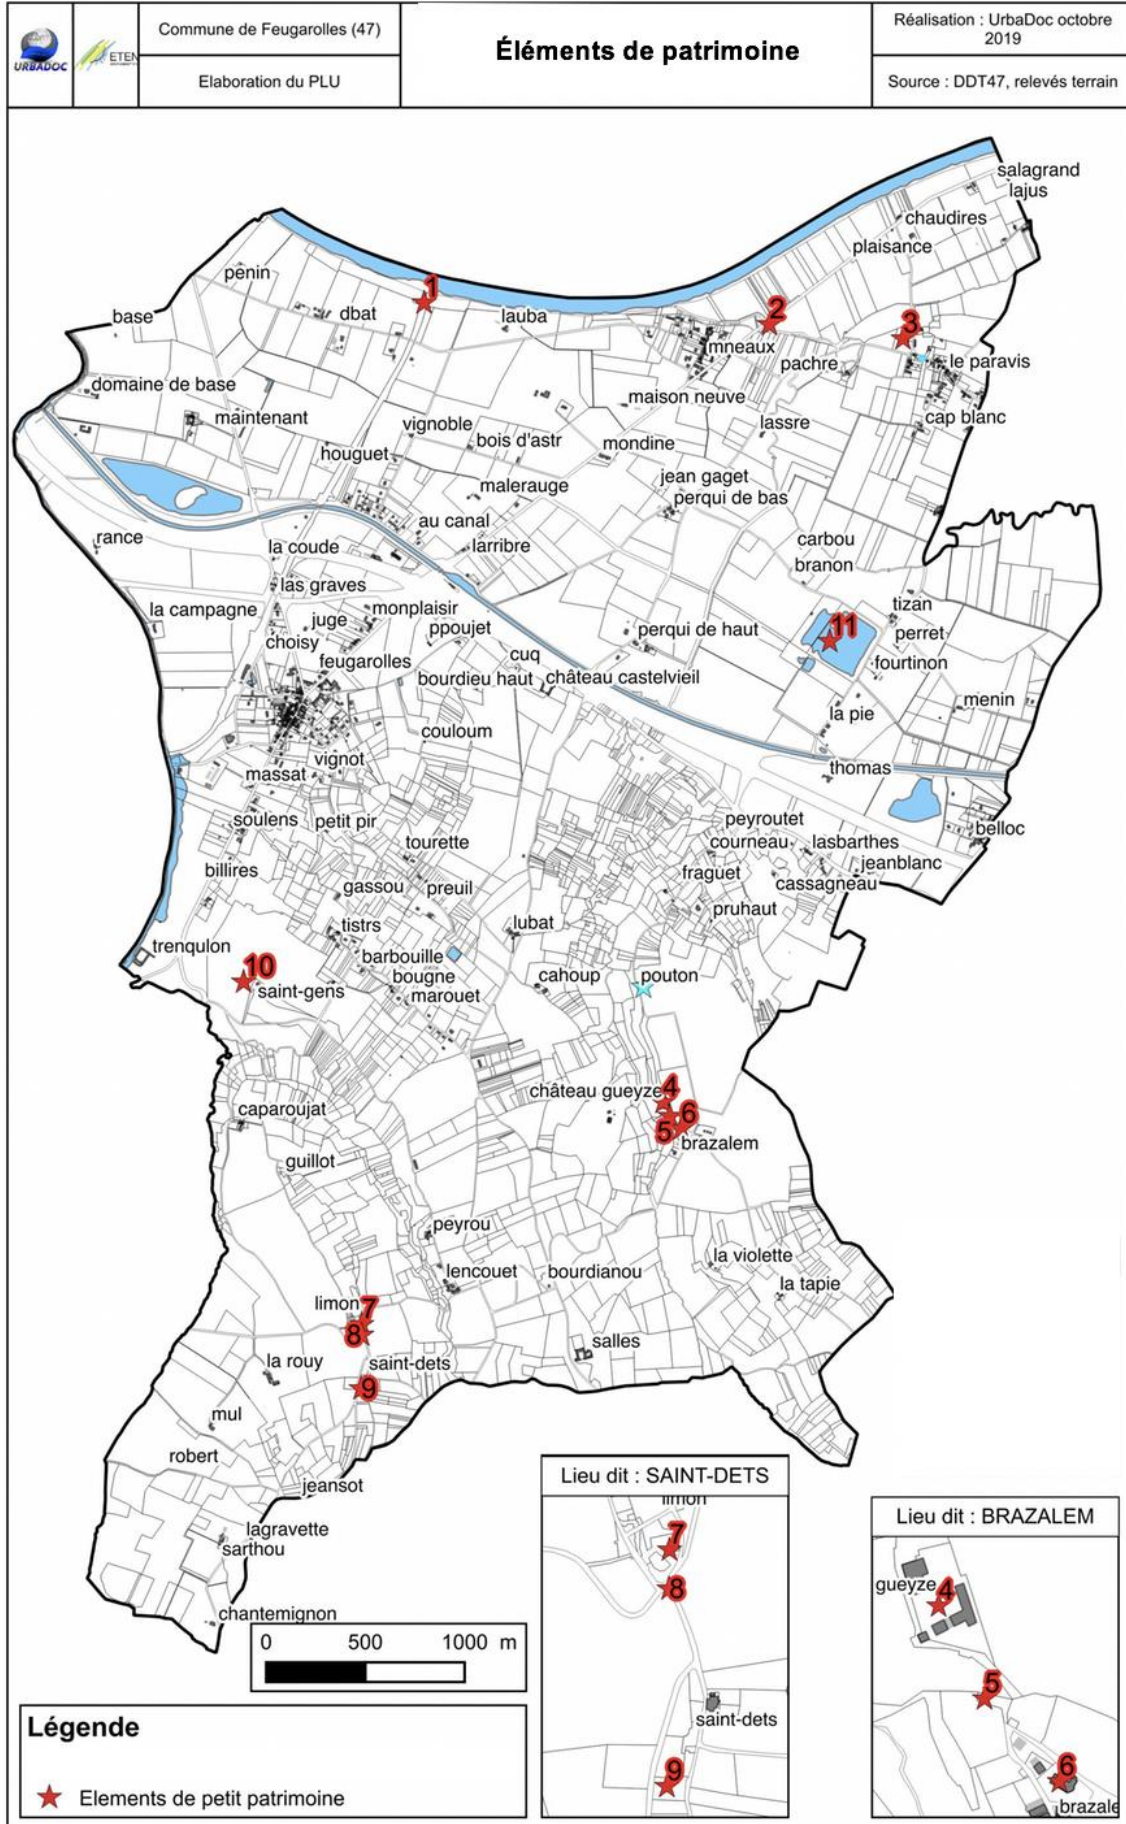 URBADOC
ETEN
Commune de Feugarolles (47)
Elaboration du PLU
Éléments de patrimoine
Réalisation : UrbaDoc octobre
2019
Source : DDT47, relevés terrain
salagrand
lajus
chaudires
plaisance
pénin
1
dbat
lauba
2
3
base
mneaux
pachre
le paravis
domaine de base
maison neuve
maintenant
vignoble
lassre
cap blanc
bois d'astr
mondine
houguet
malerauge
jean gaget
perqui de bas
au canal
rance
la coude
larribre
carbou
branon
las graves
la campagne
juge
monplaisir
ppoujet
tizan
choisy
perqui de haut
11
perret
feugarolles
cuq
fourtinon
bourdieu haut
château castelvieil
menin
la pie
couloum
vignot
massat
thomas
soulens
petit pir
peyroutet
belloc
tourette
courneau
lasbarthes
billires
fraguet
jeanblanc
gassou
preuil
cassagneau
pruhaut
tistrs
lubat
trenqulon
barbouille
10
bougne
cahoup
pouton
saint-gens
marouet
château gueyze
4
caparoujat
6
5
brazalem
guillot
peyrou
la violette
lencouet
bourdianou
la tapie
limon
7
8
salles
la rouy
saint-dets
9
mul
robert
jeansot
lagravette
sarthou
chantemignon
0 500 1000 m
Légende
Elements de petit patrimoine
Lieu dit : SAINT-DETS
limon
7
8
saint-dets
9
Lieu dit : BRAZALEM
gueyze
4
5
6
brazale